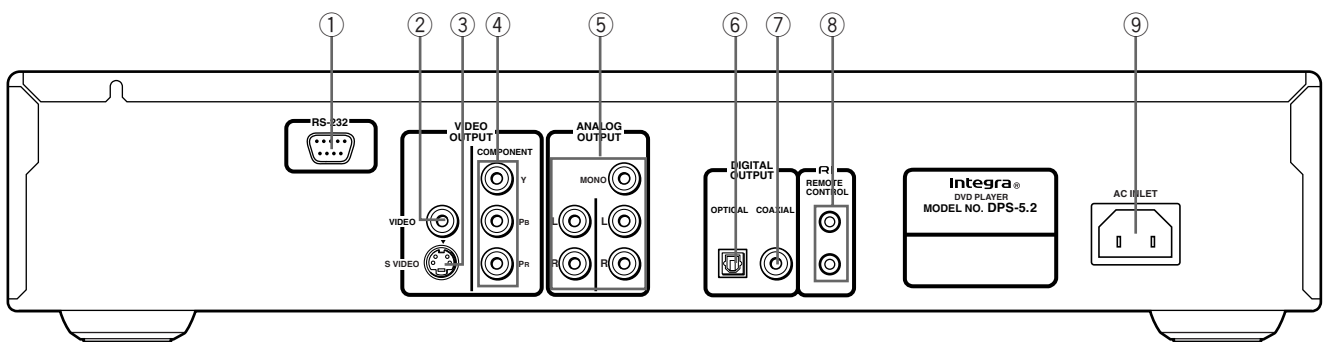 ① ② ③ ④ ⑤ ⑥ ⑦ ⑧ ⑨
RS-232
VIDEO
OUTPUT
COMPONENT
Y
PB
PR
VIDEO
S VIDEO
ANALOG
OUTPUT
MONO
L
L
R
R
DIGITAL
OUTPUT
OPTICAL
COAXIAL
RI
REMOTE
CONTROL
Integra®
DVD PLAYER
MODEL NO. DPS-5.2
AC INLET